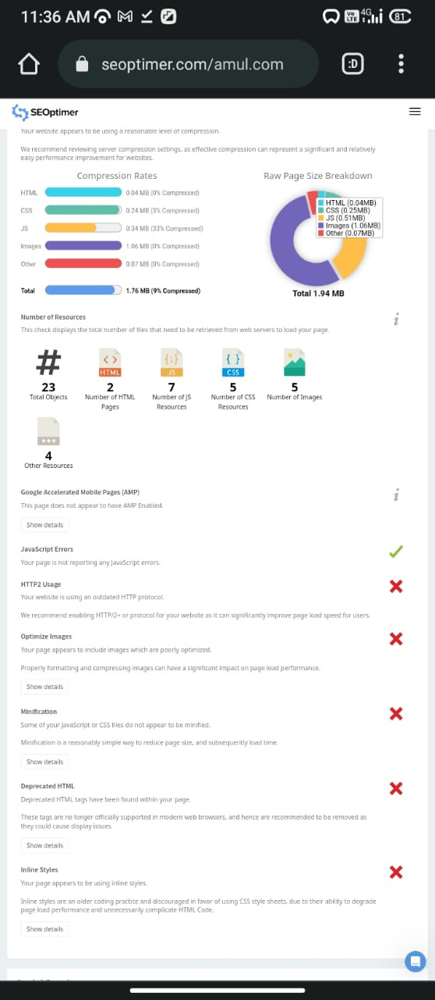 11:36 AM
VoLTE 4G 81
seoptimer.com/amul.com
:D
SEOptimer
Your website appears to be using a reasonable level of compression.
We recommend reviewing server compression settings, as effective compression can represent a significant and relatively
easy performance improvement for websites.
Compression Rates
HTML 0.04 MB (0% Compressed)
CSS 0.24 MB (3% Compressed)
JS 0.34 MB (33% Compressed)
Images 1.06 MB (0% Compressed)
Other 0.07 MB (0% Compressed)
Total 1.76 MB (9% Compressed)
Raw Page Size Breakdown
HTML (0.04MB)
CSS (0.25MB)
JS (0.51MB)
Images (1.06MB)
Other (0.07MB)
Total 1.94 MB
Number of Resources
i
This check displays the total number of files that need to be retrieved from web servers to load your page.
#
23
Total Objects
<> HTML
2
Number of HTML
Pages
{;} JS
7
Number of JS
Resources
{ } CSS
5
Number of CSS
Resources
5
Number of Images
4
Other Resources
Google Accelerated Mobile Pages (AMP)
i
This page does not appear to have AMP Enabled.
Show details
JavaScript Errors
Your page is not reporting any JavaScript errors.
HTTP2 Usage
Your website is using an outdated HTTP protocol.
We recommend enabling HTTP/2+ or protocol for your website as it can significantly improve page load speed for users.
Optimize Images
Your page appears to include images which are poorly optimized.
Properly formatting and compressing images can have a significant impact on page load performance.
Show details
Minification
Some of your JavaScript or CSS files do not appear to be minified.
Minification is a reasonably simple way to reduce page size, and subsequently load time.
Show details
Deprecated HTML
Deprecated HTML tags have been found within your page.
These tags are no longer officially supported in modern web browsers, and hence are recommended to be removed as
they could cause display issues.
Show details
Inline Styles
Your page appears to be using inline styles.
Inline styles are an older coding practice and discouraged in favor of using CSS style sheets, due to their ability to degrade
page load performance and unnecessarily complicate HTML Code.
Show details